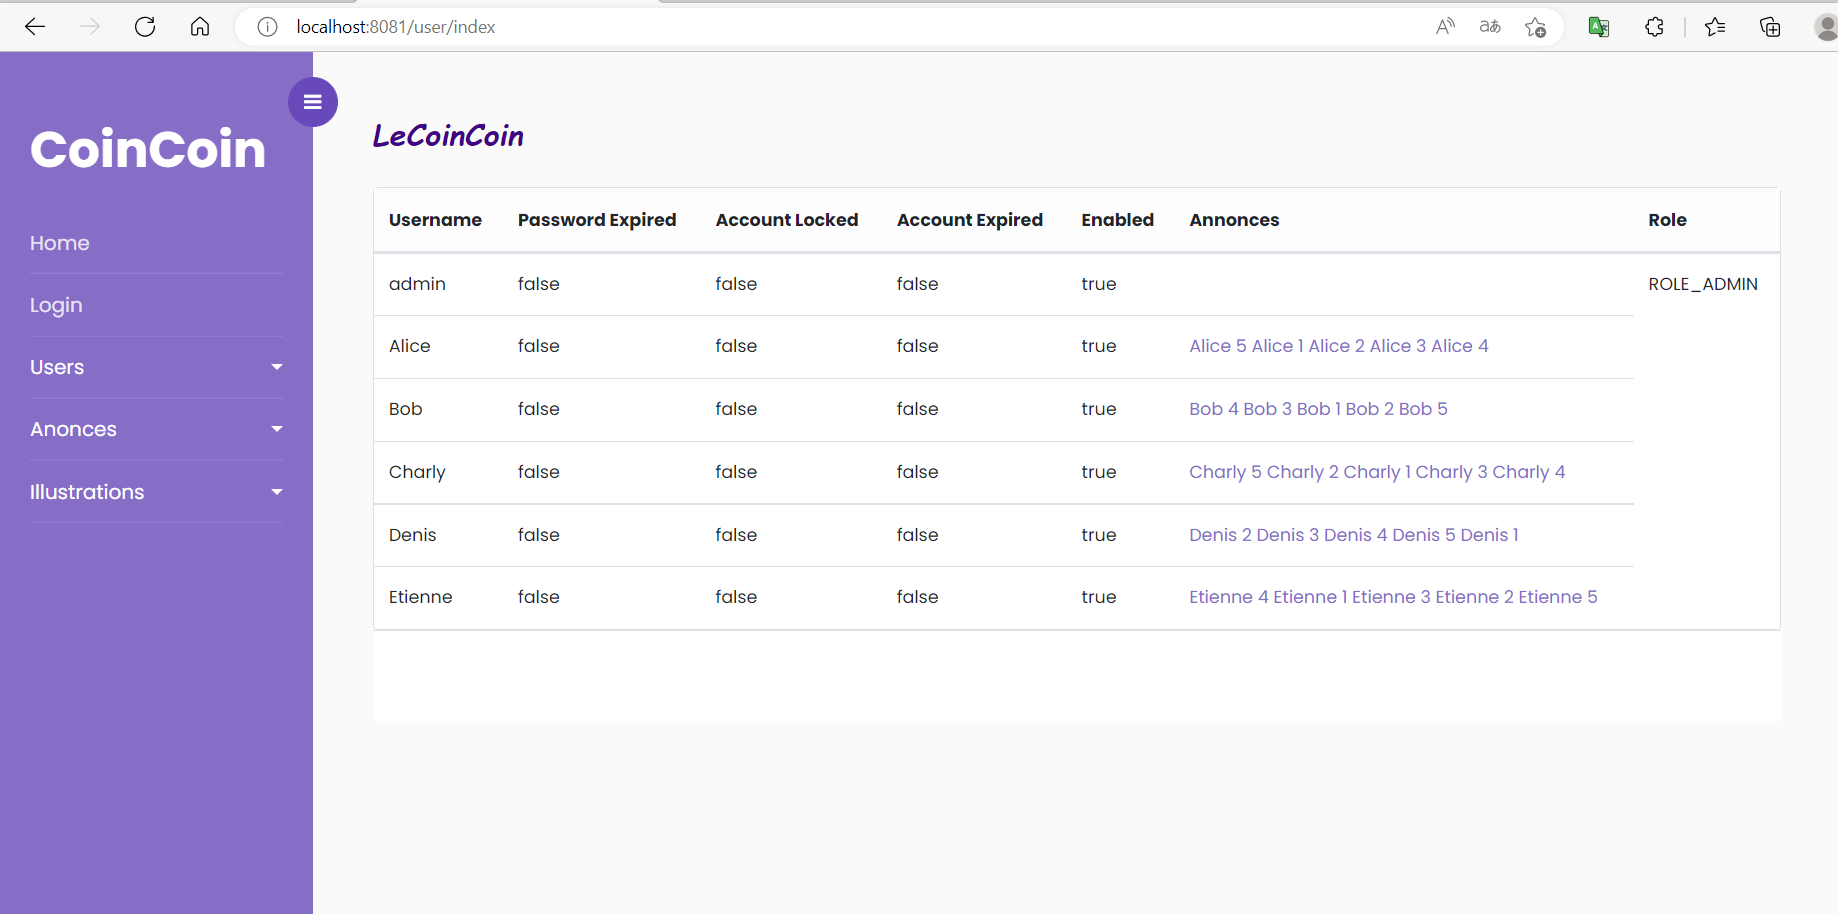 localhost:8081/user/index
CoinCoin
Home
Login
Users
Anonces
Illustrations
LeCoinCoin
Username Password Expired Account Locked Account Expired Enabled Annonces Role
admin false false false true ROLE_ADMIN
Alice false false false true Alice 5 Alice 1 Alice 2 Alice 3 Alice 4
Bob false false false true Bob 4 Bob 3 Bob 1 Bob 2 Bob 5
Charly false false false true Charly 5 Charly 2 Charly 1 Charly 3 Charly 4
Denis false false false true Denis 2 Denis 3 Denis 4 Denis 5 Denis 1
Etienne false false false true Etienne 4 Etienne 1 Etienne 3 Etienne 2 Etienne 5